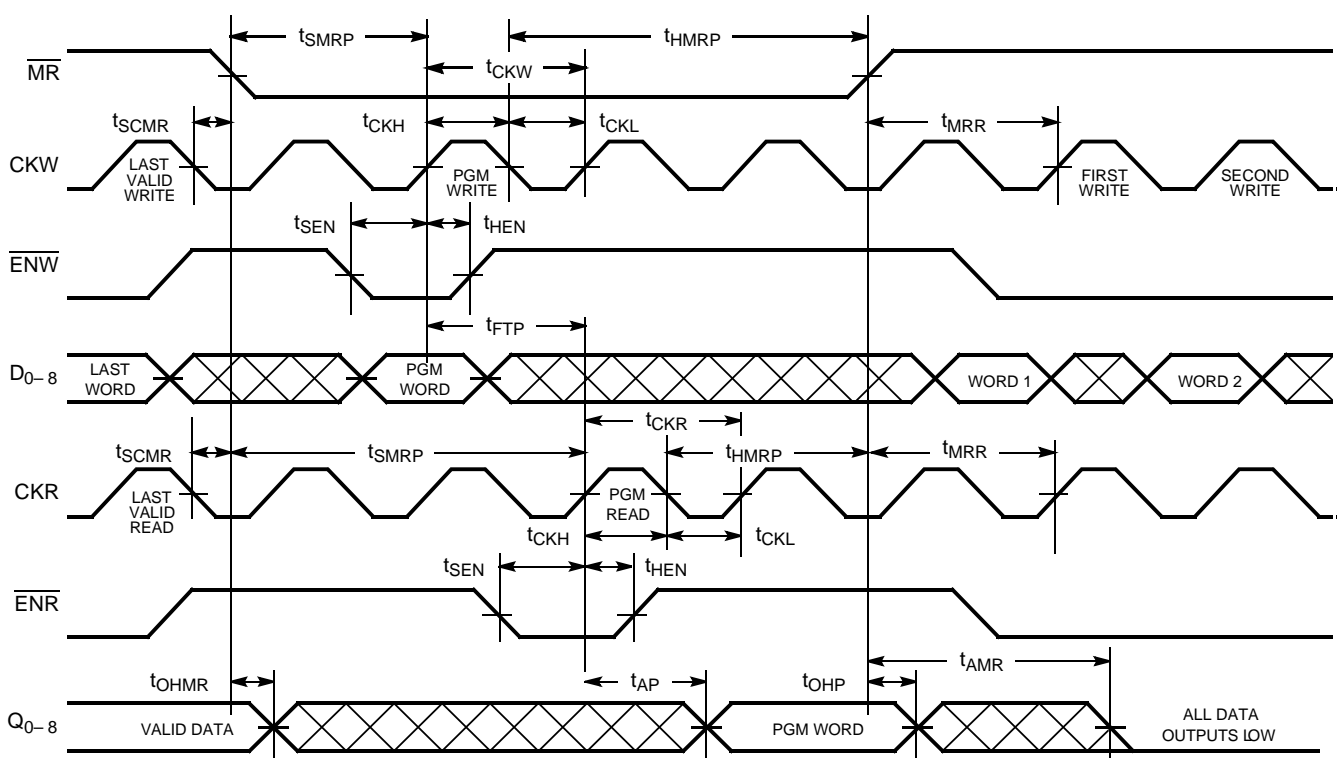 tSMRP
tHMRP
MR
tCKW
tSCMR
tCKH
tCKL
tMRR
CKW
LAST
VALID
WRITE
PGM
WRITE
FIRST
WRITE
SECOND
WRITE
tSEN
tHEN
ENW
tFTP
D0–8
LAST
WORD
PGM
WORD
WORD 1
WORD 2
tCKR
tSCMR
tSMRP
tHMRP
tMRR
CKR
LAST
VALID
READ
PGM
READ
tCKH
tCKL
tSEN
tHEN
ENR
tAMR
tOHMR
tAP
tOHP
Q0–8
VALID DATA
PGM WORD
ALL DATA
OUTPUTS LOW